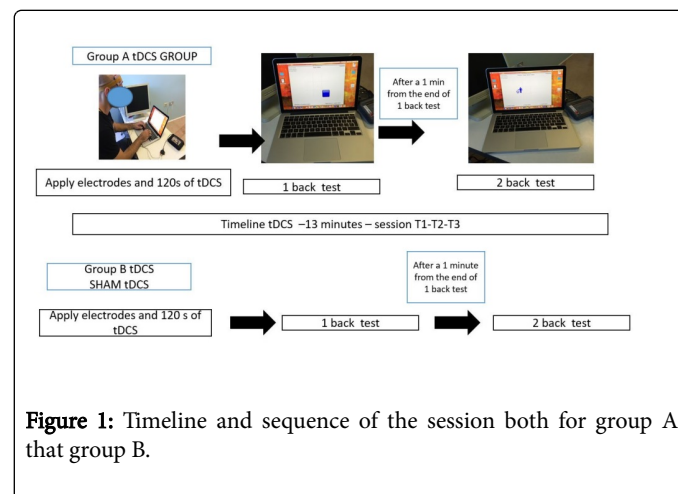 Group A tDCS GROUP
After a 1 min
from the end of
1 back test
Apply electrodes and 120s of tDCS
1 back test
2 back test
Timeline tDCS –13 minutes – session T1-T2-T3
Group B tDCS
SHAM tDCS
After a 1 minute
from the end of
1 back test
Apply electrodes and 120 s of
tDCS
1 back test
2 back test
Figure 1: Timeline and sequence of the session both for group A
that group B.